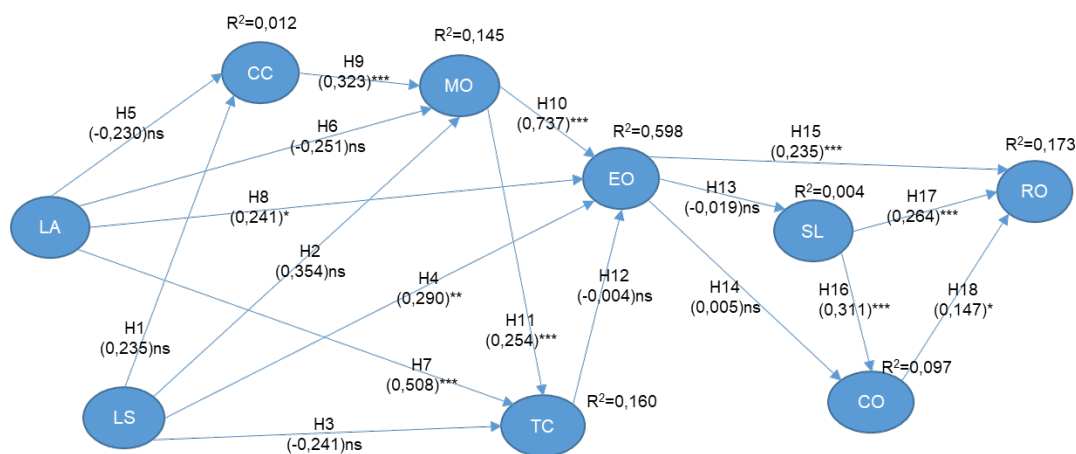 R²=0,012
CC
H9
(0,323)***
R²=0,145
MO
H5
(-0,230)ns
H6
(-0,251)ns
H10
(0,737)***
R²=0,598
EO
H15
(0,235)***
R²=0,173
RO
H13
(-0,019)ns
R²=0,004
SL
H17
(0,264)***
LA
H8
(0,241)*
H2
(0,354)ns
H4
(0,290)**
H12
(-0,004)ns
H14
(0,005)ns
H16
(0,311)***
H18
(0,147)*
H1
(0,235)ns
H11
(0,254)***
H7
(0,508)***
R²=0,097
CO
LS
H3
(-0,241)ns
TC
R²=0,160